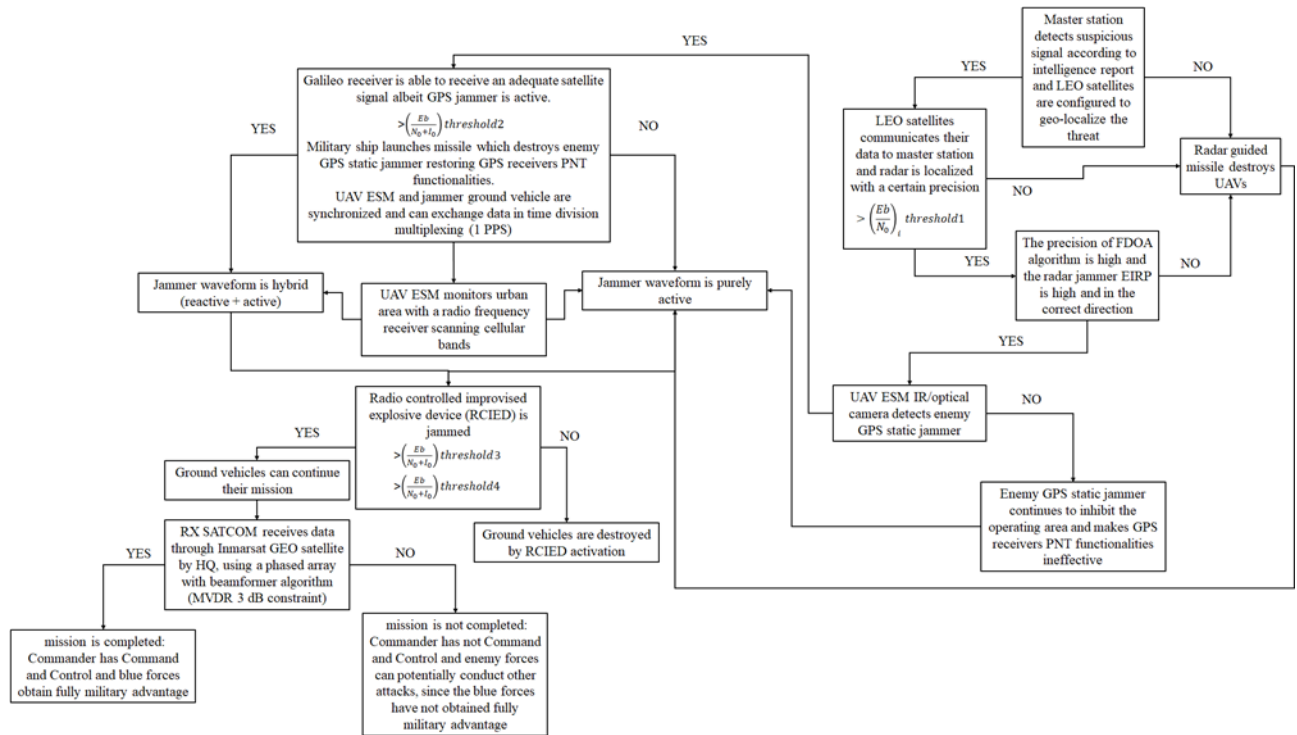 Master station
detects suspicious
signal according to
intelligence report
and LEO satellites
are configured to
geo-localize the
threat
YES
NO
YES
Galileo receiver is able to receive an adequate satellite
signal albeit GPS jammer is active.
>(Eb/(N₀+I₀)) threshold2
Military ship launches missile which destroys enemy
GPS static jammer restoring GPS receivers PNT
functionalities.
UAV ESM and jammer ground vehicle are
synchronized and can exchange data in time division
multiplexing (1 PPS)
YES
NO
LEO satellites
communicates their
data to master station
and radar is localized
with a certain precision
> (Eb/N₀)ᵢ threshold1
NO
YES
Radar guided
missile destroys
UAVs
The precision of FDOA
algorithm is high and
the radar jammer EIRP
is high and in the
correct direction
NO
YES
Jammer waveform is hybrid
(reactive + active)
UAV ESM monitors urban
area with a radio frequency
receiver scanning cellular
bands
Jammer waveform is purely
active
UAV ESM IR/optical
camera detects enemy
GPS static jammer
NO
Radio controlled improvised
explosive device (RCIED) is
jammed
>(Eb/(N₀+I₀)) threshold3
>(Eb/(N₀+I₀)) threshold4
YES
NO
Ground vehicles can continue
their mission
Enemy GPS static jammer
continues to inhibit the
operating area and makes GPS
receivers PNT functionalities
ineffective
Ground vehicles are destroyed
by RCIED activation
RX SATCOM receives data
through Inmarsat GEO satellite
by HQ, using a phased array
with beamformer algorithm
(MVDR 3 dB constraint)
YES
NO
mission is completed:
Commander has Command
and Control and blue forces
obtain fully military advantage
mission is not completed:
Commander has not Command
and Control and enemy forces
can potentially conduct other
attacks, since the blue forces
have not obtained fully
military advantage